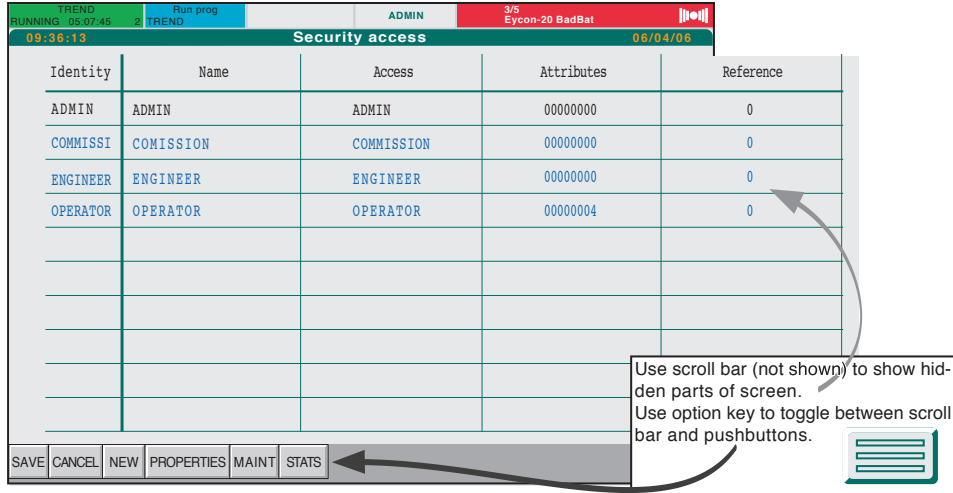 TREND Run prog ADMIN 3/5
RUNNING 05:07:45 2 TREND Eycon-20 BadBat
09:36:13 Security access 06/04/06
Identity Name Access Attributes Reference
ADMIN ADMIN ADMIN 00000000 0
COMMISSI COMISSION COMMISSION 00000000 0
ENGINEER ENGINEER ENGINEER 00000000 0
OPERATOR OPERATOR OPERATOR 00000004 0
Use scroll bar (not shown) to show hid-
den parts of screen.
Use option key to toggle between scroll
bar and pushbuttons.
SAVE CANCEL NEW PROPERTIES MAINT STATS